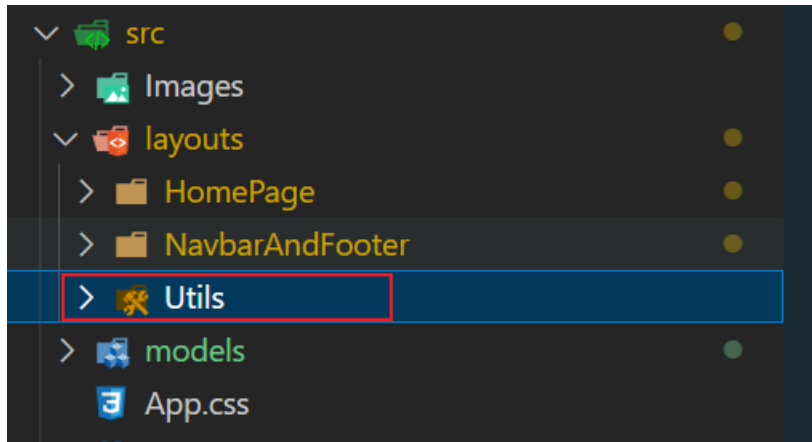 src
Images
layouts
HomePage
NavbarAndFooter
Utils
models
App.css